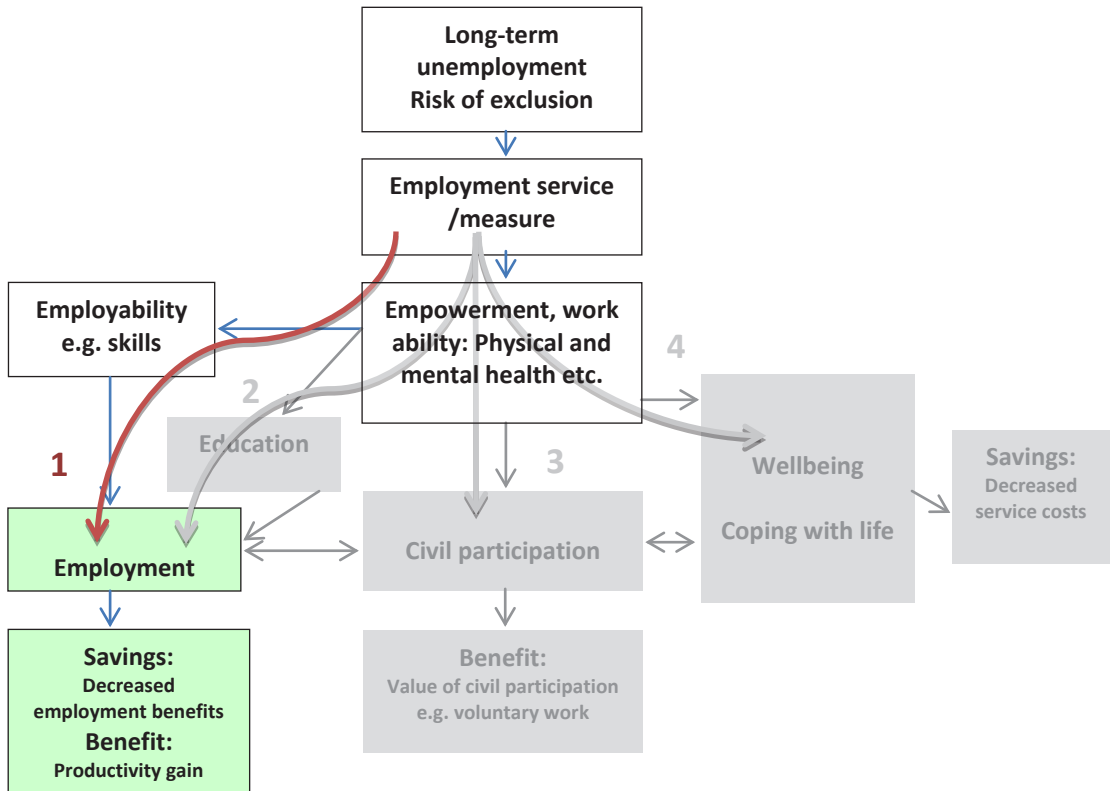 Long-term
unemployment
Risk of exclusion
Employment service
/measure
Employability
e.g. skills
Empowerment, work
ability: Physical and
mental health etc.
4
2
Education
1
3
Wellbeing
Coping with life
Savings:
Decreased
service costs
Employment
Civil participation
Savings:
Decreased
employment benefits
Benefit:
Productivity gain
Benefit:
Value of civil participation
e.g. voluntary work